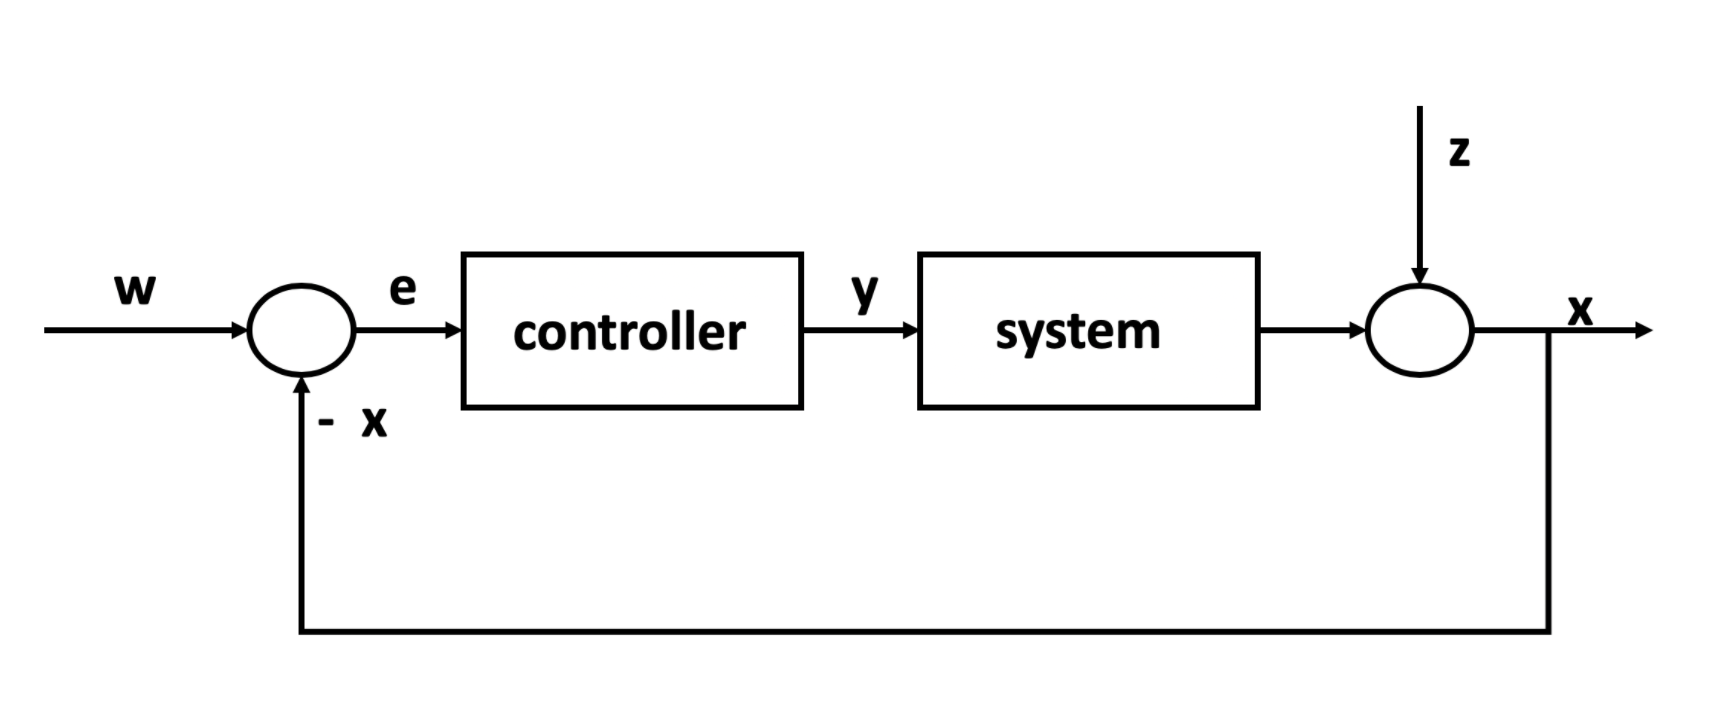 z
w
e
controller
y
system
x
- x